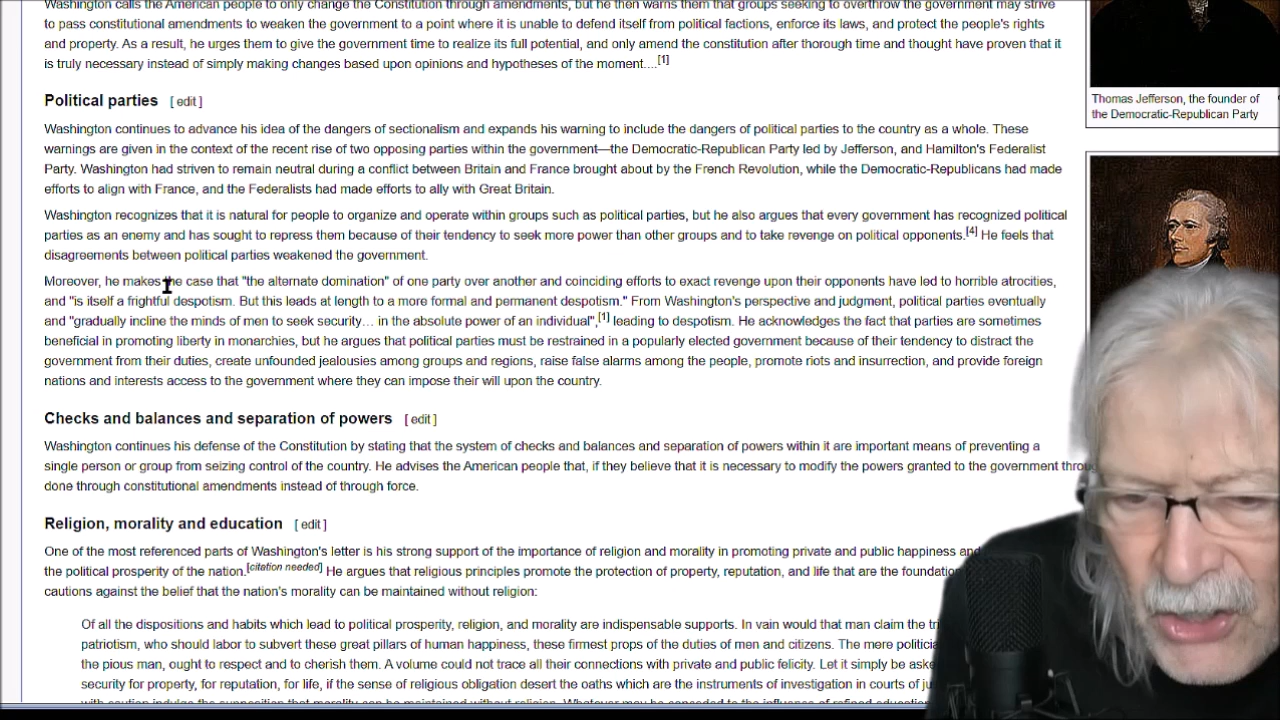 Washington calls the American people to only change the Constitution through amendments, but he then warns them that groups seeking to overthrow the government may strive
to pass constitutional amendments to weaken the government to a point where it is unable to defend itself from political factions, enforce its laws, and protect the people's rights
and property. As a result, he urges them to give the government time to realize its full potential, and only amend the constitution after thorough time and thought have proven that it
is truly necessary instead of simply making changes based upon opinions and hypotheses of the moment....[1]
Political parties [ edit ]
Washington continues to advance his idea of the dangers of sectionalism and expands his warning to include the dangers of political parties to the country as a whole. These
warnings are given in the context of the recent rise of two opposing parties within the government—the Democratic-Republican Party led by Jefferson, and Hamilton's Federalist
Party. Washington had striven to remain neutral during a conflict between Britain and France brought about by the French Revolution, while the Democratic-Republicans had made
efforts to align with France, and the Federalists had made efforts to ally with Great Britain.
Washington recognizes that it is natural for people to organize and operate within groups such as political parties, but he also argues that every government has recognized political
parties as an enemy and has sought to repress them because of their tendency to seek more power than other groups and to take revenge on political opponents.[4] He feels that
disagreements between political parties weakened the government.
Moreover, he makes the case that "the alternate domination" of one party over another and coinciding efforts to exact revenge upon their opponents have led to horrible atrocities,
and "is itself a frightful despotism. But this leads at length to a more formal and permanent despotism." From Washington's perspective and judgment, political parties eventually
and "gradually incline the minds of men to seek security... in the absolute power of an individual",[1] leading to despotism. He acknowledges the fact that parties are sometimes
beneficial in promoting liberty in monarchies, but he argues that political parties must be restrained in a popularly elected government because of their tendency to distract the
government from their duties, create unfounded jealousies among groups and regions, raise false alarms among the people, promote riots and insurrection, and provide foreign
nations and interests access to the government where they can impose their will upon the country.
Checks and balances and separation of powers [ edit ]
Washington continues his defense of the Constitution by stating that the system of checks and balances and separation of powers within it are important means of preventing a
single person or group from seizing control of the country. He advises the American people that, if they believe that it is necessary to modify the powers granted to the government
done through constitutional amendments instead of through force.
Religion, morality and education [ edit ]
One of the most referenced parts of Washington's letter is his strong support of the importance of religion and morality in promoting private and public happiness and
the political prosperity of the nation.[citation needed] He argues that religious principles promote the protection of property, reputation, and life that are the
cautions against the belief that the nation's morality can be maintained without religion:
Of all the dispositions and habits which lead to political prosperity, religion, and morality are indispensable supports. In vain would that man claim the
patriotism, who should labor to subvert these great pillars of human happiness, these firmest props of the duties of men and citizens. The mere
the pious man, ought to respect and to cherish them. A volume could not trace all their connections with private and public felicity. Let it simply be
security for property, for reputation, for life, if the sense of religious obligation desert the oaths which are the instruments of investigation in courts of
with caution indulge the supposition that morality can be maintained without religion. Whatever may be conceded to the influence of refined
Thomas Jefferson, the founder of
the Democratic-Republican Party